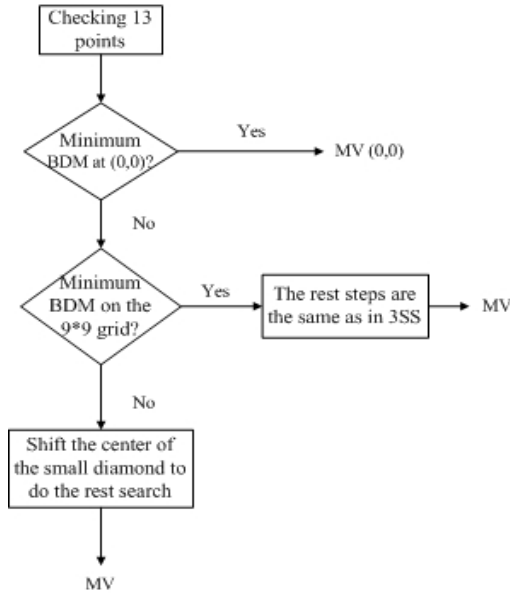 Checking 13
points
Minimum
BDM at (0,0)?
Yes
MV (0,0)
No
Minimum
BDM on the
9*9 grid?
Yes
The rest steps are
the same as in 3SS
MV
No
Shift the center of
the small diamond to
do the rest search
MV